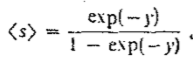 ⟨s⟩ = exp(−y) / 1 − exp(−y) ,